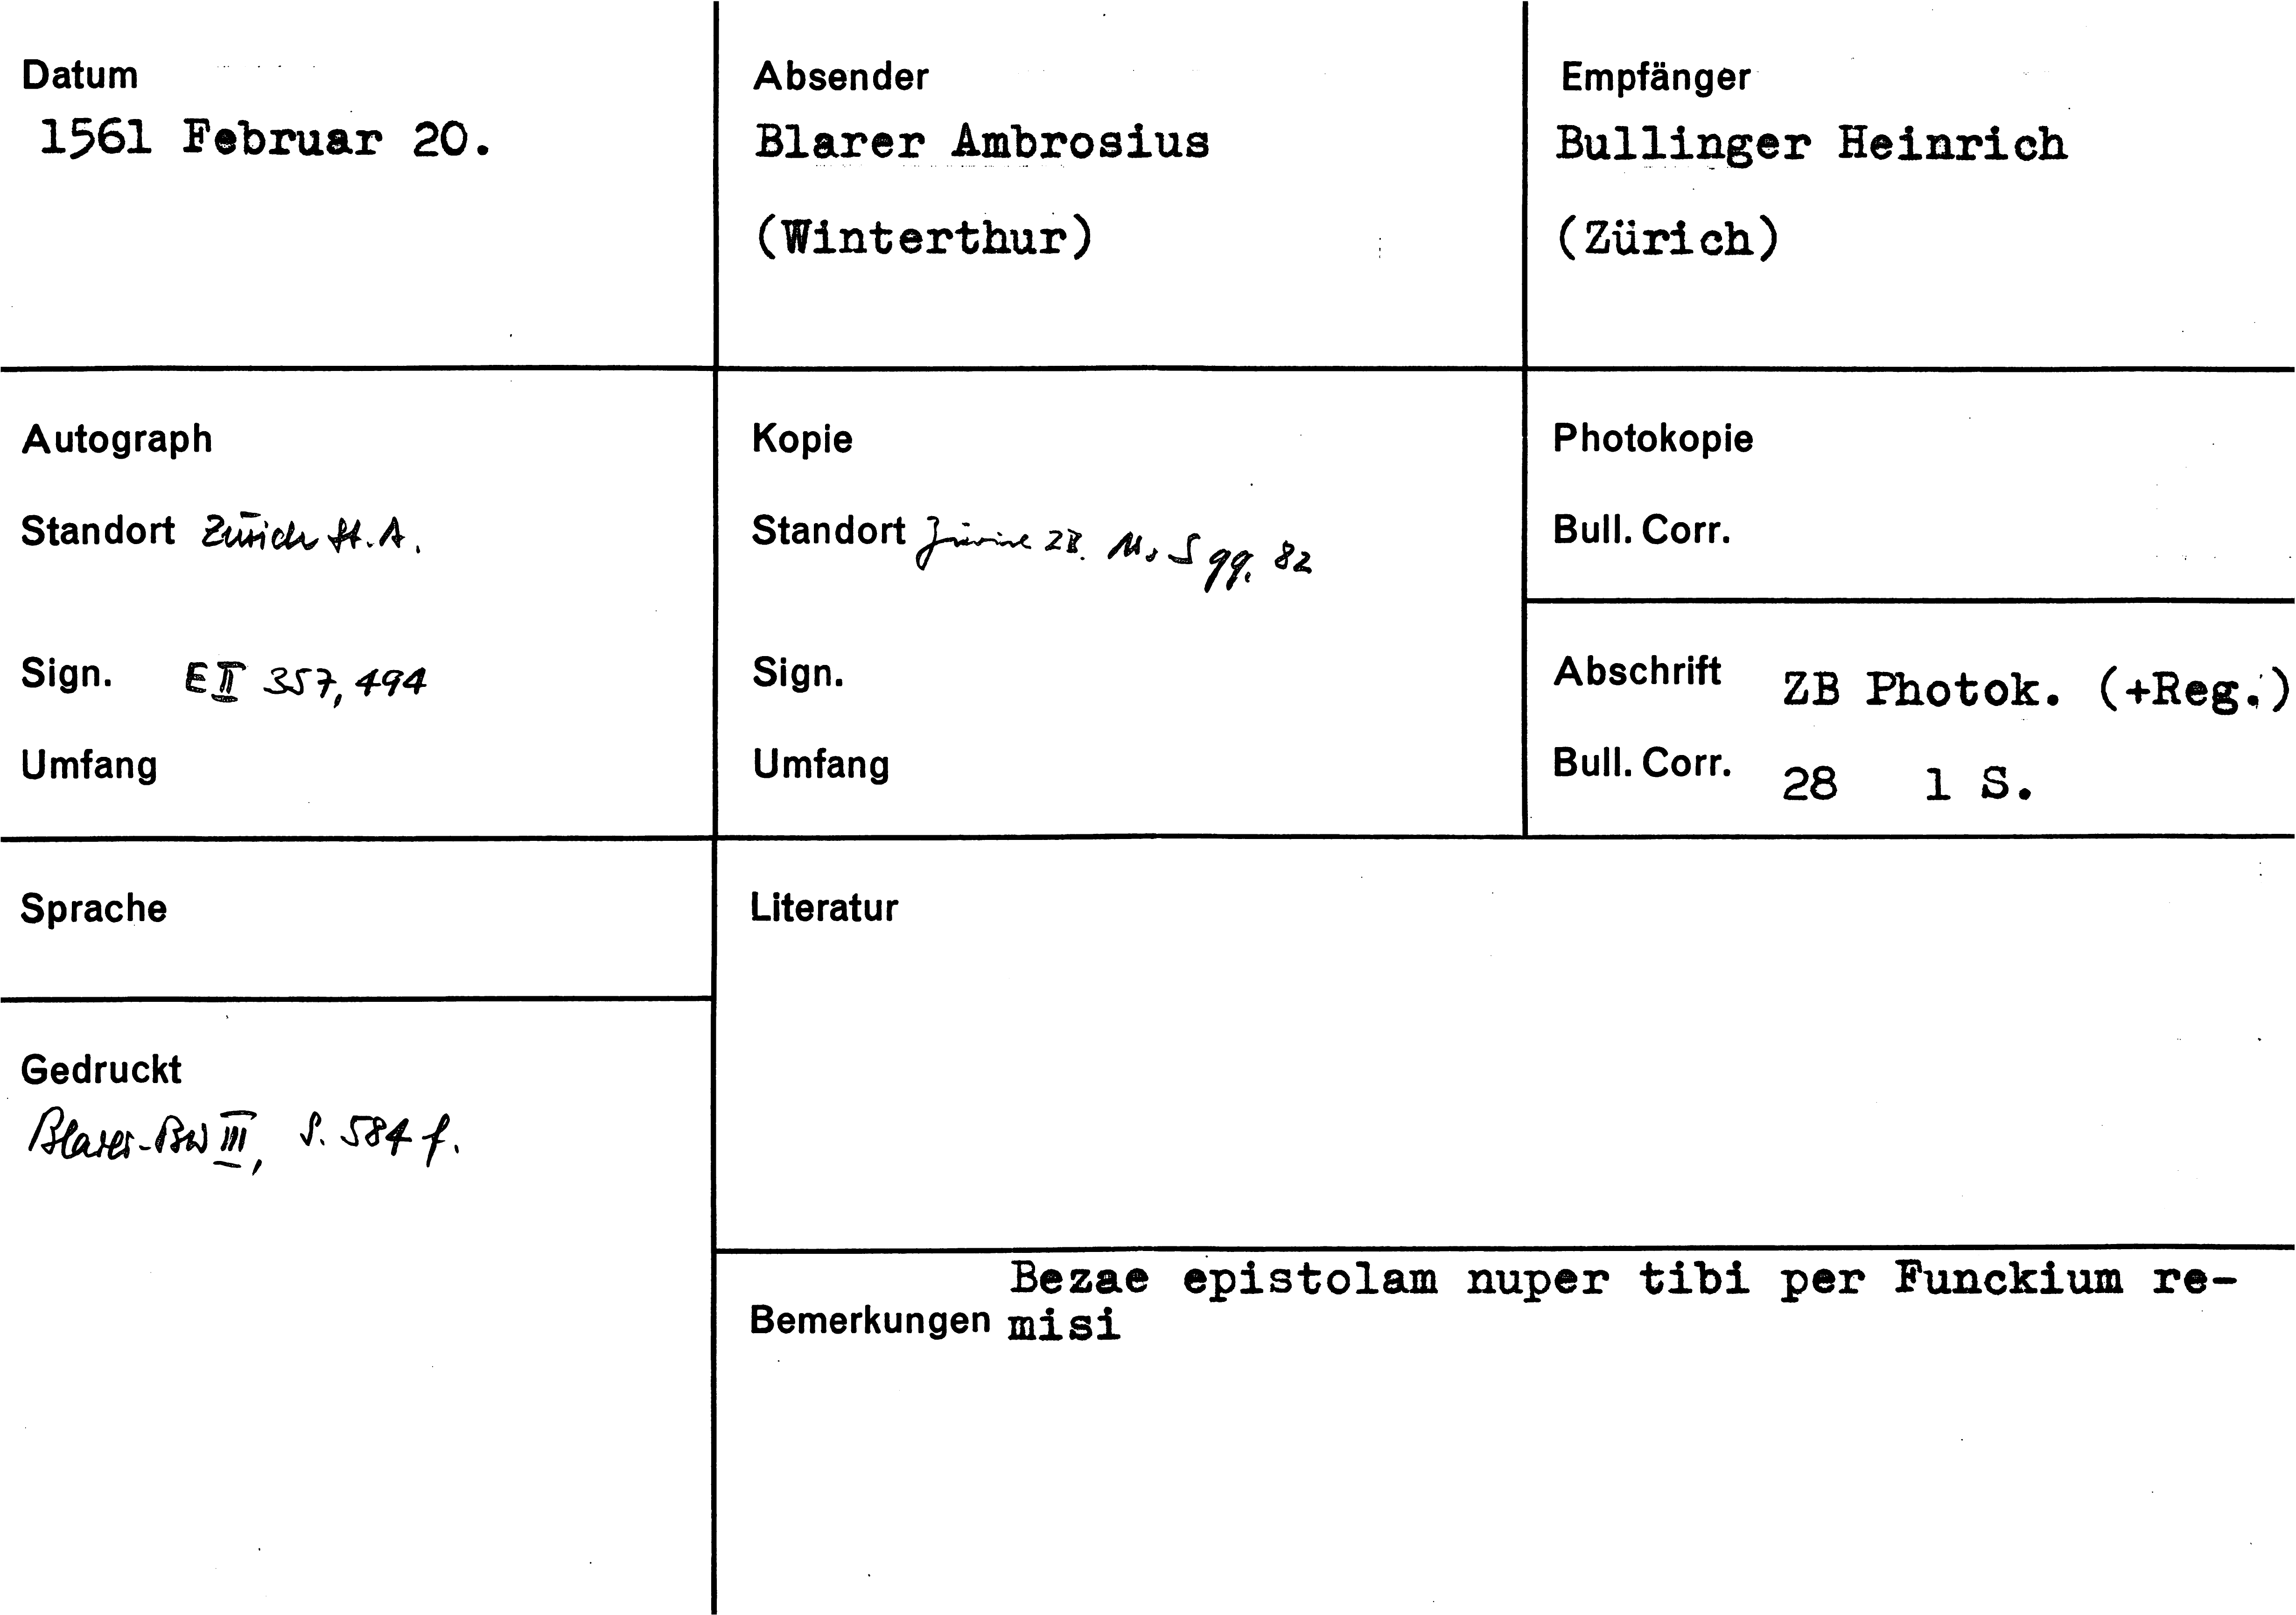 Datum
1561 Februar 20.
Absender
Blarer Ambrosius
(Winterthur)
Empfänger
Bullinger Heinrich
(Zürich)
Autograph
Standort Zürich St. A.
Sign. E II 357, 494
Umfang
Kopie
Standort Zürich ZB. Ms S 99. 82
Sign.
Umfang
Photokopie
Bull. Corr.
Abschrift ZB Photok. (+Reg.)
Bull. Corr. 28 1 S.
Sprache
Literatur
Gedruckt
Blarer-BW III, S. 584 f.
Bezae epistolam nuper tibi per Funckium re-
Bemerkungen misi